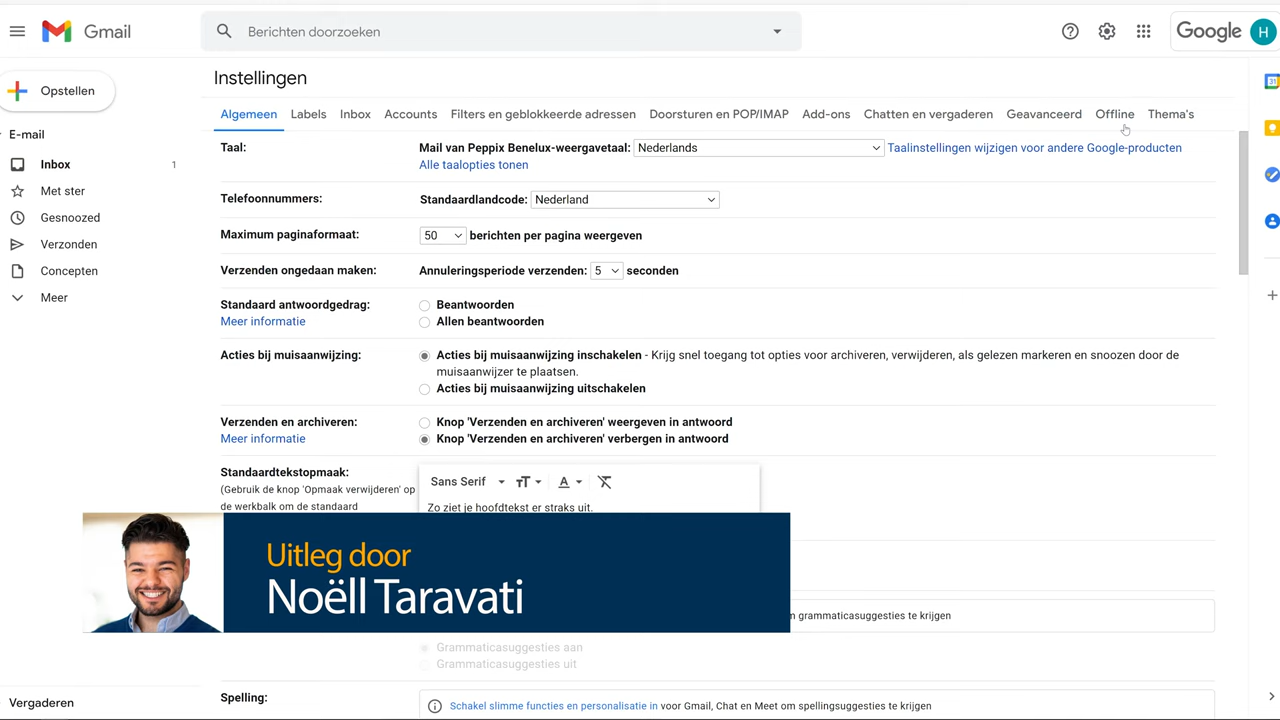 Gmail
Berichten doorzoeken
Google
H
Opstellen
E-mail
Inbox 1
Met ster
Gesnoozed
Verzonden
Concepten
Meer
Vergaderen
Instellingen
Algemeen Labels Inbox Accounts Filters en geblokkeerde adressen Doorsturen en POP/IMAP Add-ons Chatten en vergaderen Geavanceerd Offline Thema's
Taal: Mail van Peppix Benelux-weergavetaal: Nederlands Taalinstellingen wijzigen voor andere Google-producten
Alle taalopties tonen
Telefoonnummers: Standaardlandcode: Nederland
Maximum paginaformaat: 50 berichten per pagina weergeven
Verzenden ongedaan maken: Annuleringsperiode verzenden: 5 seconden
Standaard antwoordgedrag: Beantwoorden
Meer informatie Allen beantwoorden
Acties bij muisaanwijzing: Acties bij muisaanwijzing inschakelen - Krijg snel toegang tot opties voor archiveren, verwijderen, als gelezen markeren en snoozen door de
muisaanwijzer te plaatsen.
Acties bij muisaanwijzing uitschakelen
Verzenden en archiveren: Knop 'Verzenden en archiveren' weergeven in antwoord
Meer informatie Knop 'Verzenden en archiveren' verbergen in antwoord
Standaardtekstopmaak: Sans Serif
(Gebruik de knop 'Opmaak verwijderen' op
de werkbalk om de standaard
Zo ziet je hoofdtekst er straks uit.
Uitleg door
Noëll Taravati
grammaticasuggesties te krijgen
Grammaticasuggesties aan
Grammaticasuggesties uit
Spelling: Schakel slimme functies en personalisatie in voor Gmail, Chat en Meet om spellingsuggesties te krijgen
31